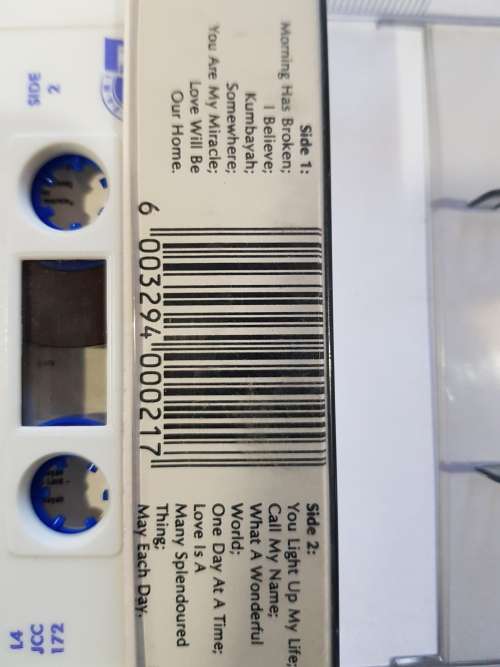 Side 1:
Morning Has Broken;
I Believe;
Kumbayah;
Somewhere;
You Are My Miracle;
Love Will Be
Our Home.
6 003294 000217
Side 2:
You Light Up My Life;
Call My Name;
What A Wonderful
World;
One Day At A Time;
Love Is A
Many Splendoured
Thing;
May Each Day.
SIDE
2
172
JCC
L4